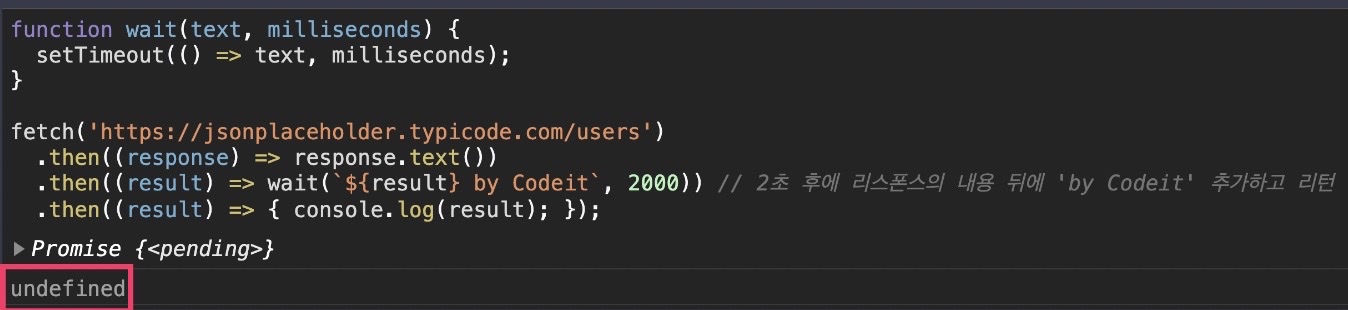 function wait(text, milliseconds) {
  setTimeout(() => text, milliseconds);
}
fetch('https://jsonplaceholder.typicode.com/users')
  .then((response) => response.text())
  .then((result) => wait(`${result} by Codeit`, 2000)) // 2초 후에 리스폰스의 내용 뒤에 'by Codeit' 추가하고 리턴
  .then((result) => { console.log(result); });
▶ Promise {<pending>}
undefined